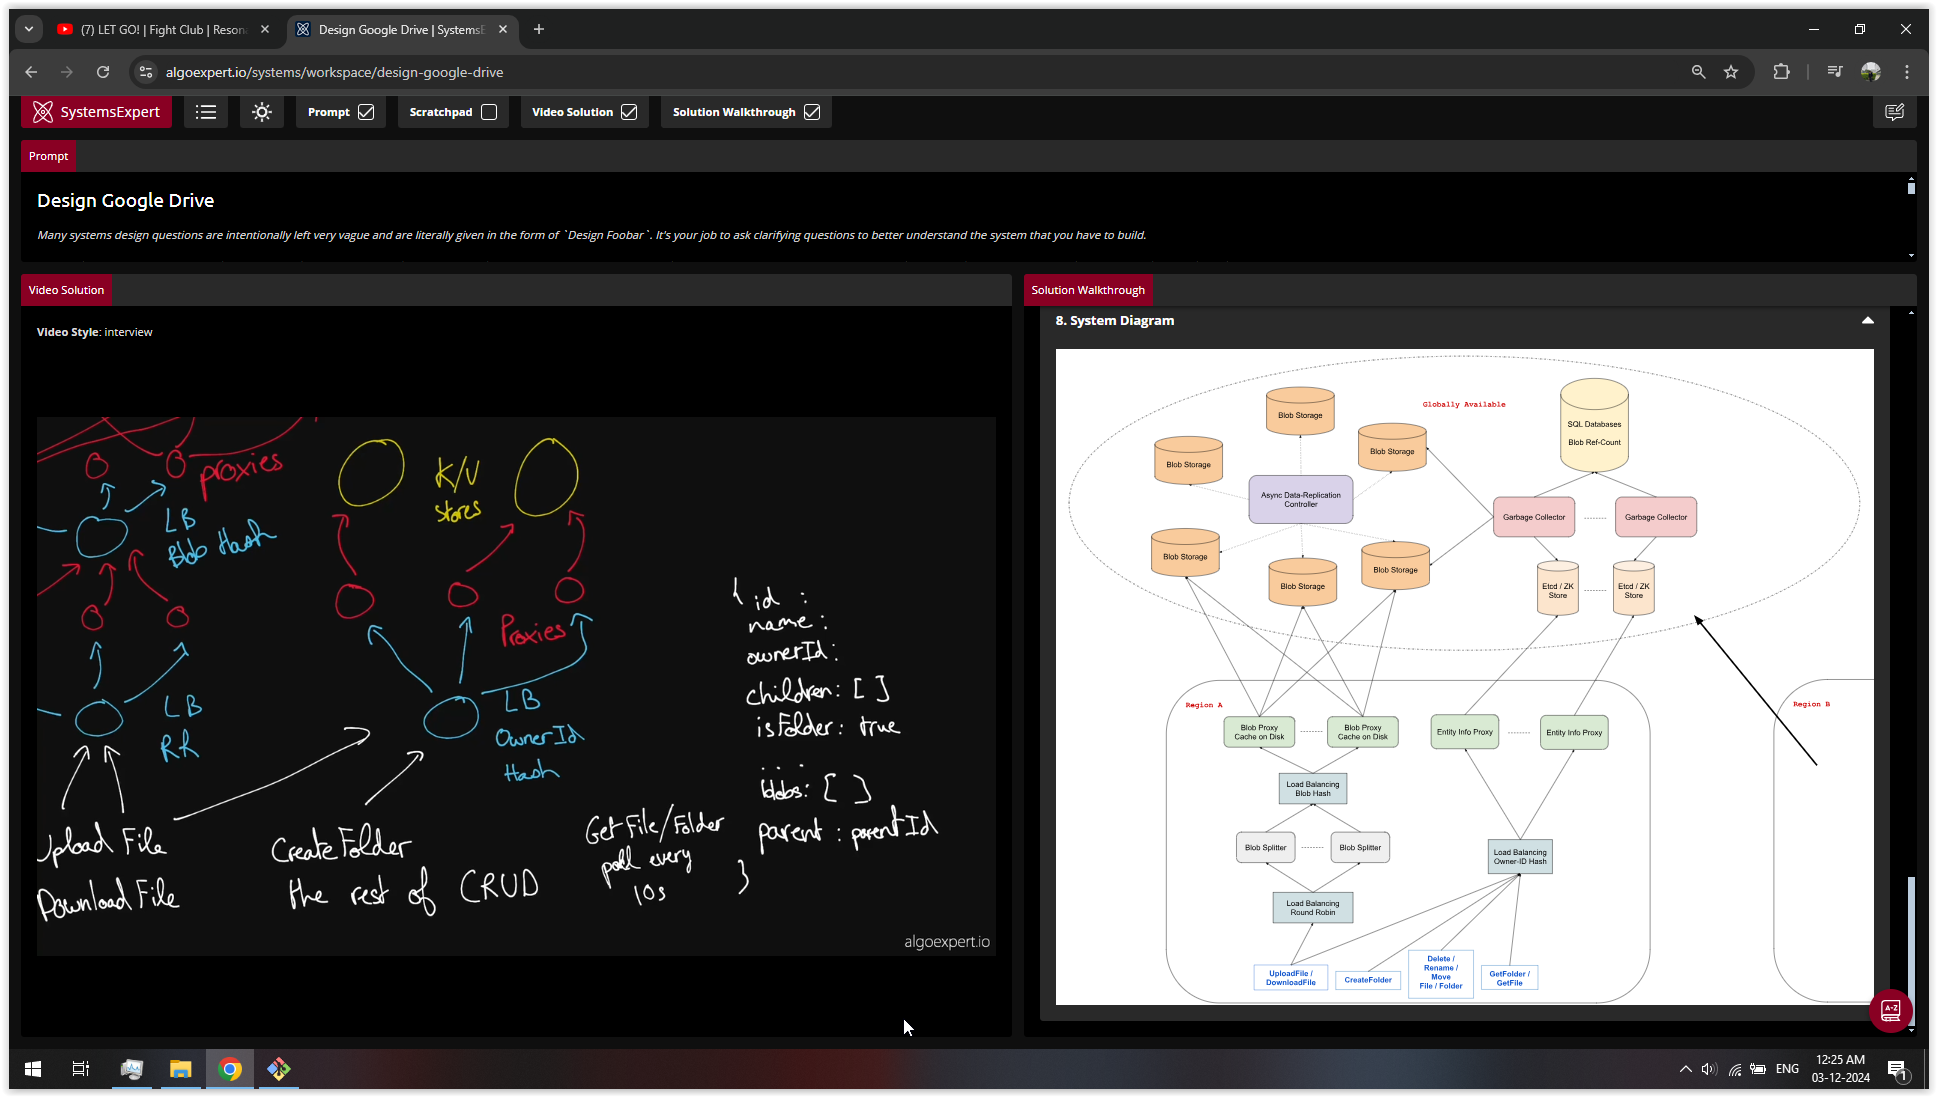 (7) LET GO! | Fight Club | Reson
Design Google Drive | SystemsE
algoexpert.io/systems/workspace/design-google-drive
SystemsExpert
Prompt
Scratchpad
Video Solution
Solution Walkthrough
Prompt
Design Google Drive
Many systems design questions are intentionally left very vague and are literally given in the form of `Design Foobar`. It's your job to ask clarifying questions to better understand the system that you have to build.
Video Solution
Video Style: interview
proxies
K/V
stores
LB
Blob Hash
Proxies
LB
RR
LB
OwnerId
Hash
Upload File
Download File
CreateFolder
the rest of CRUD
GetFile/Folder
poll every
10s
{ id :
name :
ownerId:
children: [ ]
isFolder: true
...
blobs: [ ]
parent : parentId
}
algoexpert.io
Solution Walkthrough
8. System Diagram
Globally Available
Blob Storage
Blob Storage
Blob Storage
Async Data-Replication
Controller
Blob Storage
Blob Storage
Blob Storage
SQL Databases
Blob Ref-Count
Garbage Collector
Garbage Collector
Etcd / ZK
Store
Etcd / ZK
Store
Region A
Region B
Blob Proxy
Cache on Disk
Blob Proxy
Cache on Disk
Entity Info Proxy
Entity Info Proxy
Load Balancing
Blob Hash
Blob Splitter
Blob Splitter
Load Balancing
Owner-ID Hash
Load Balancing
Round Robin
UploadFile /
DownloadFile
CreateFolder
Delete /
Rename /
Move
File / Folder
GetFolder /
GetFile
A-Z
ENG
12:25 AM
03-12-2024
1